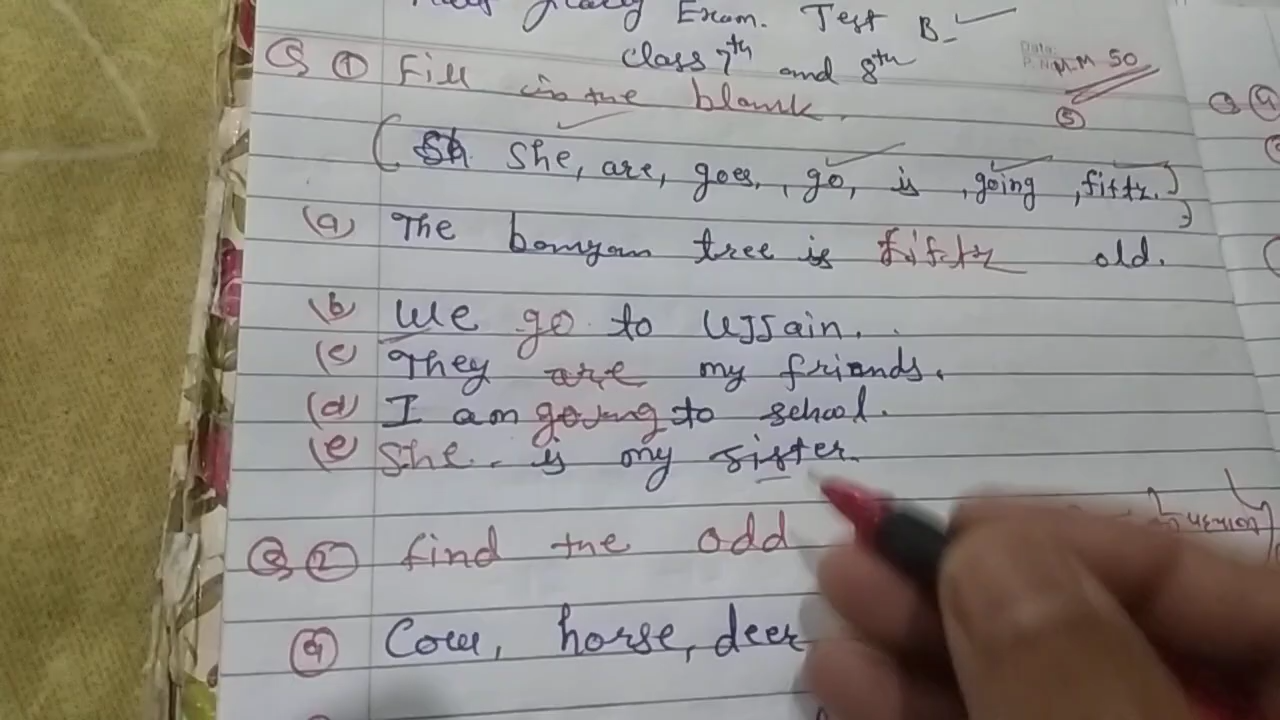 yearly Exam. Test B-
class 7th and 8th
M.M 50
Q ① Fill in the blank.
⑤
(She, are, goes, go, is, going, fifty.)
(a) The banyan tree is fifty old.
(b) We go to Ujjain.
(c) They are my friends.
(d) I am going to school.
(e) She is my sister.
Q ② find the odd
Cow, horse, deer